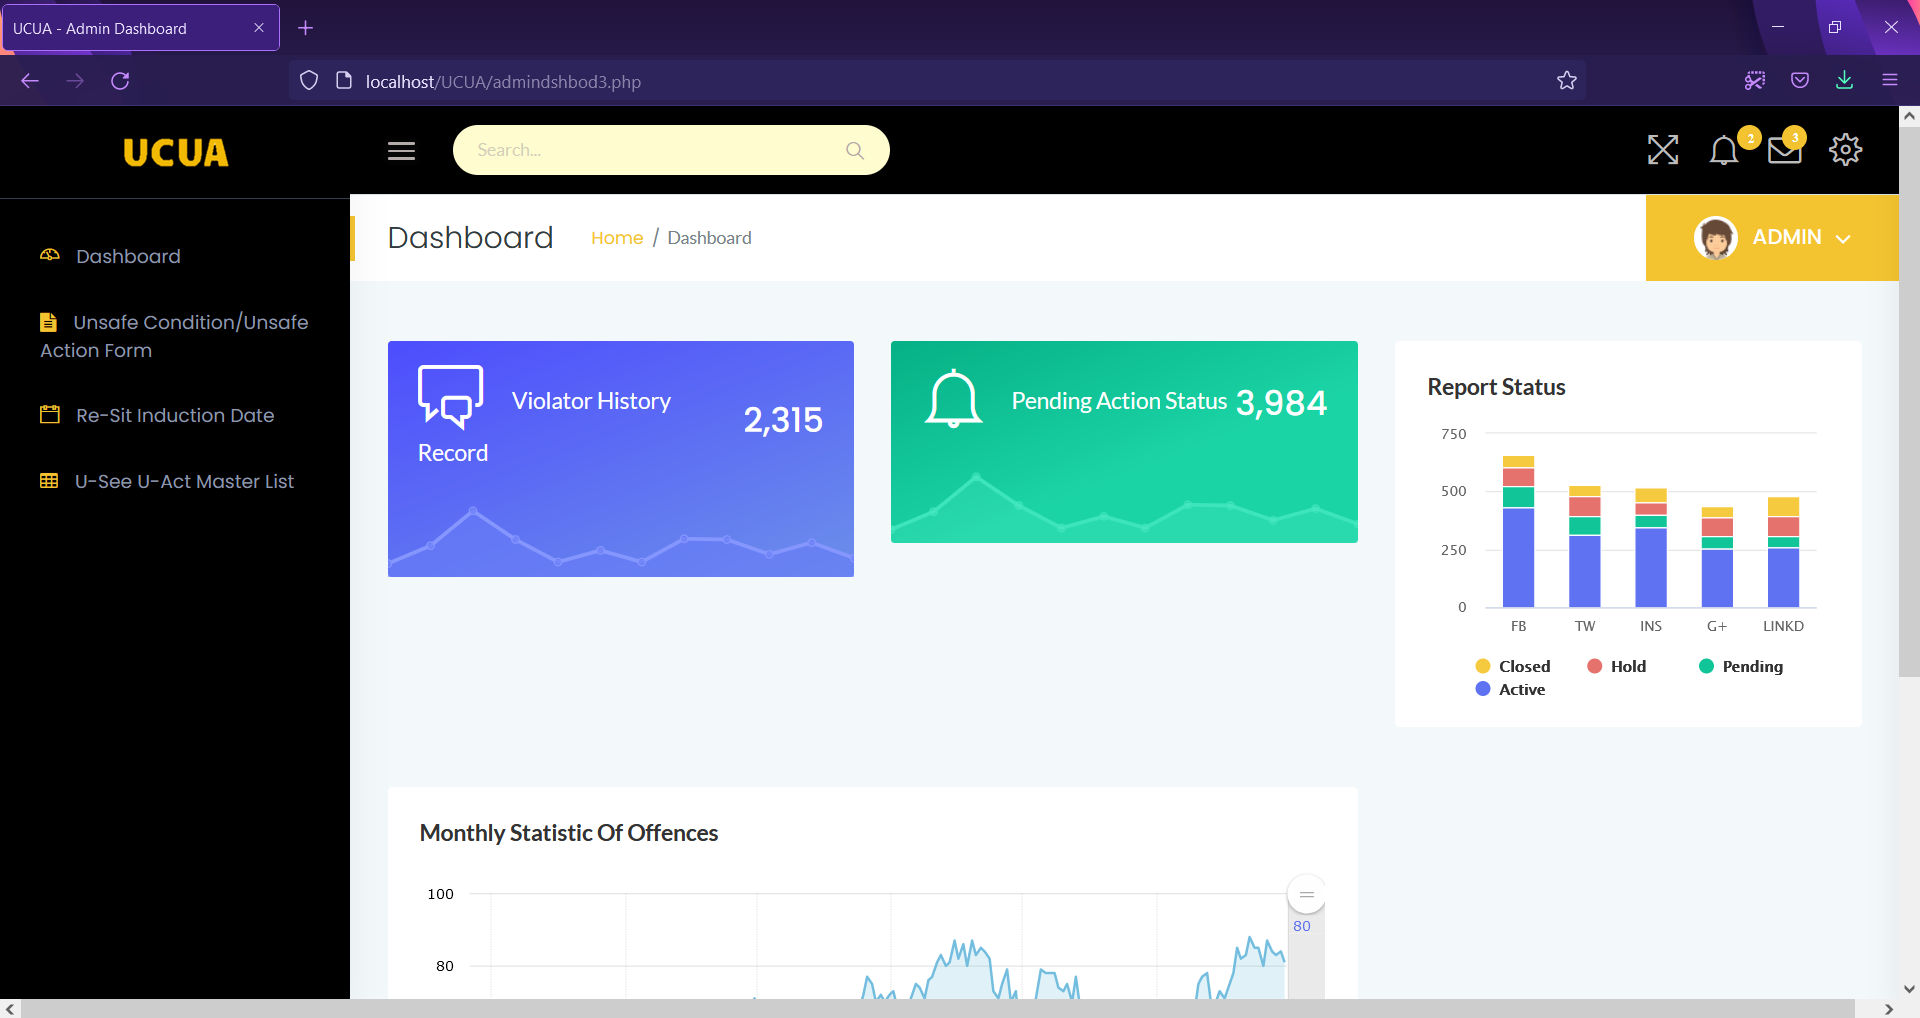 UCUA - Admin Dashboard
localhost/UCUA/admindshbod3.php
UCUA
Search...
2
3
Dashboard
Home / Dashboard
ADMIN
Dashboard
Unsafe Condition/Unsafe
Action Form
Re-Sit Induction Date
U-See U-Act Master List
Violator History
Record
2,315
Pending Action Status 3,984
Report Status
750
500
250
0
FB TW INS G+ LINKD
Closed Hold Pending
Active
Monthly Statistic Of Offences
100
80
80